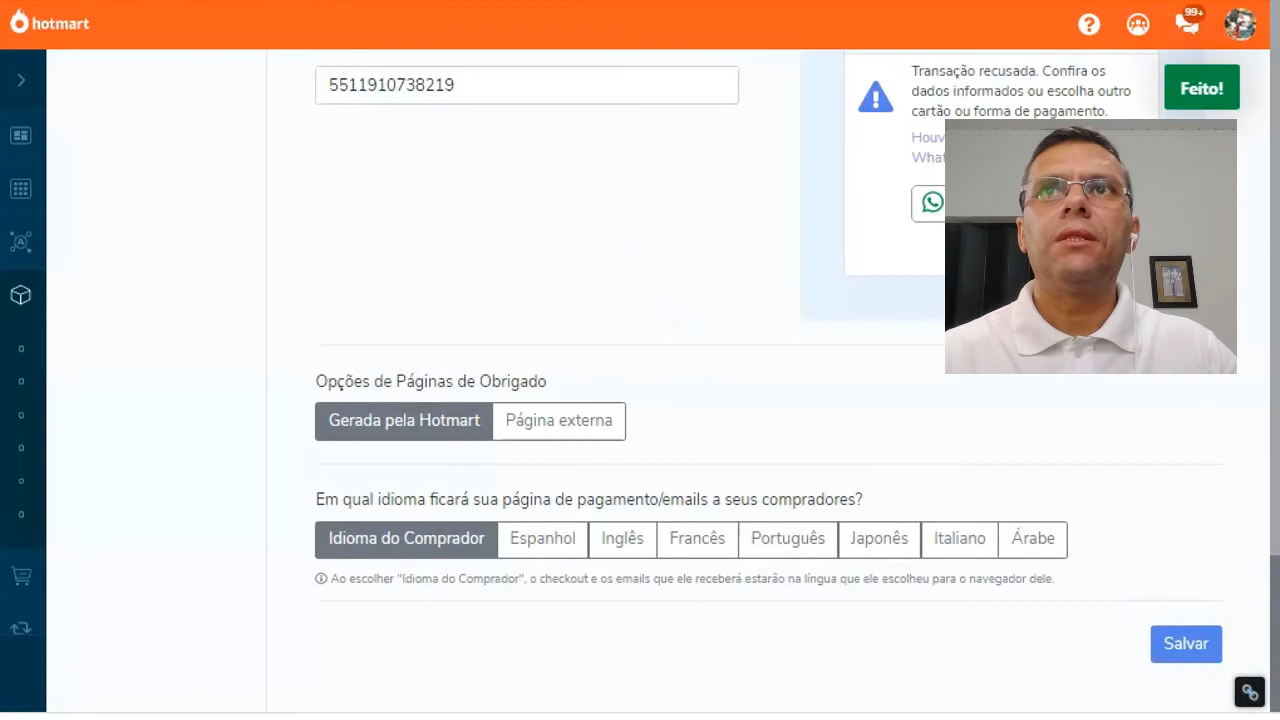 hotmart
99+
5511910738219
Transação recusada. Confira os
dados informados ou escolha outro
cartão ou forma de pagamento.
Feito!
Opções de Páginas de Obrigado
Gerada pela Hotmart
Página externa
Em qual idioma ficará sua página de pagamento/emails a seus compradores?
Idioma do Comprador
Espanhol
Inglês
Francês
Português
Japonês
Italiano
Árabe
Ao escolher "Idioma do Comprador", o checkout e os emails que ele receberá estarão na língua que ele escolheu para o navegador dele.
Salvar